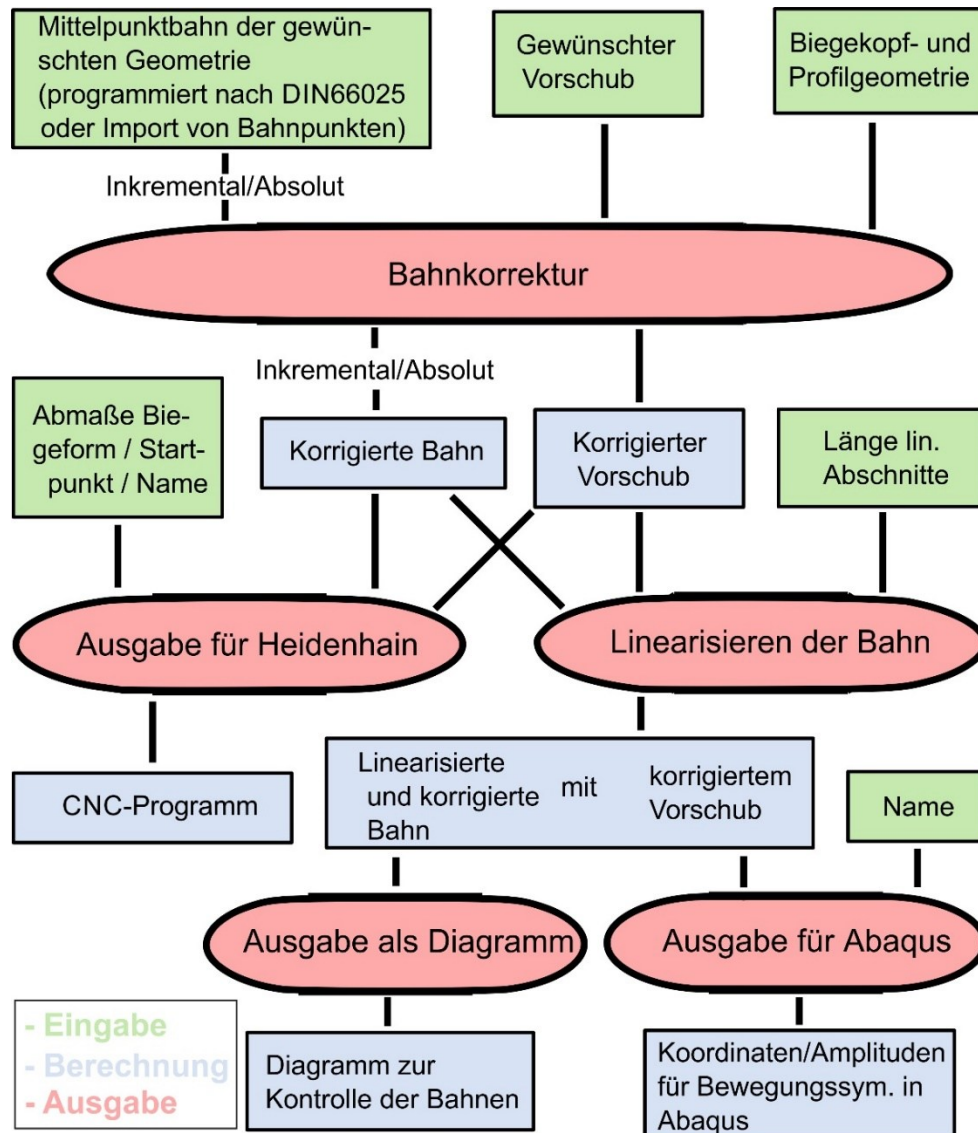 Mittelpunktbahn der gewün-
schten Geometrie
(programmiert nach DIN66025
oder Import von Bahnpunkten)
Gewünschter
Vorschub
Biegekopf- und
Profilgeometrie
Inkremental/Absolut
Bahnkorrektur
Inkremental/Absolut
Abmaße Bie-
geform / Start-
punkt / Name
Korrigierte Bahn
Korrigierter
Vorschub
Länge lin.
Abschnitte
Ausgabe für Heidenhain
Linearisieren der Bahn
CNC-Programm
Linearisierte
und korrigierte
Bahn
mit
korrigiertem
Vorschub
Name
Ausgabe als Diagramm
Ausgabe für Abaqus
- Eingabe
- Berechnung
- Ausgabe
Diagramm zur
Kontrolle der Bahnen
Koordinaten/Amplituden
für Bewegungssym. in
Abaqus